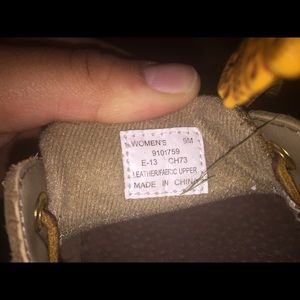 WOMEN'S 9M
9101759
E-13 CH73
LEATHER/FABRIC UPPER
MADE IN CHINA